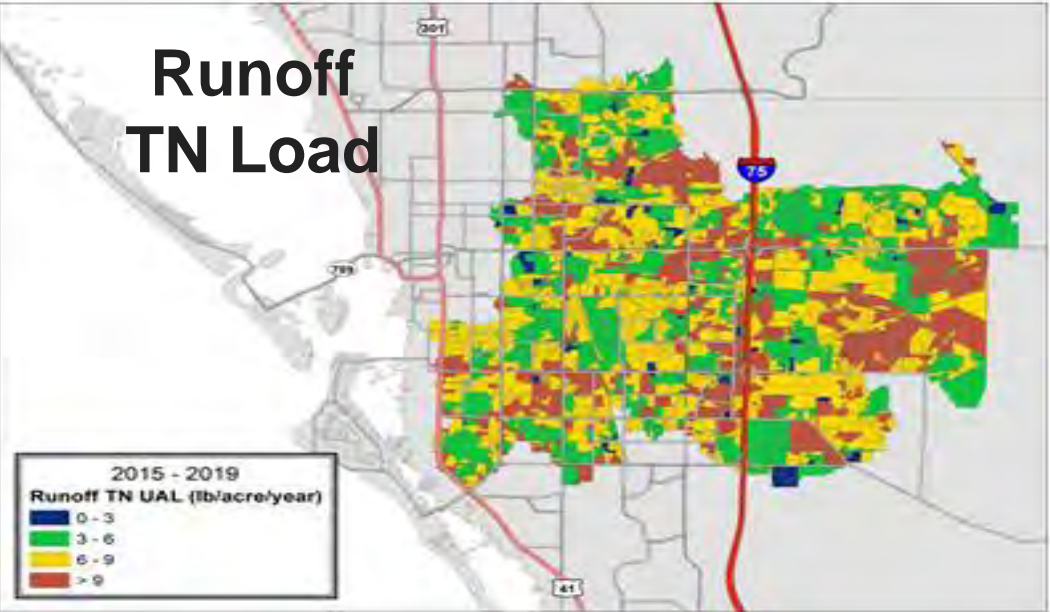 301
Runoff
TN Load
75
789
2015 - 2019
Runoff TN UAL (lb/acre/year)
0 - 3
3 - 6
6 - 9
> 9
41